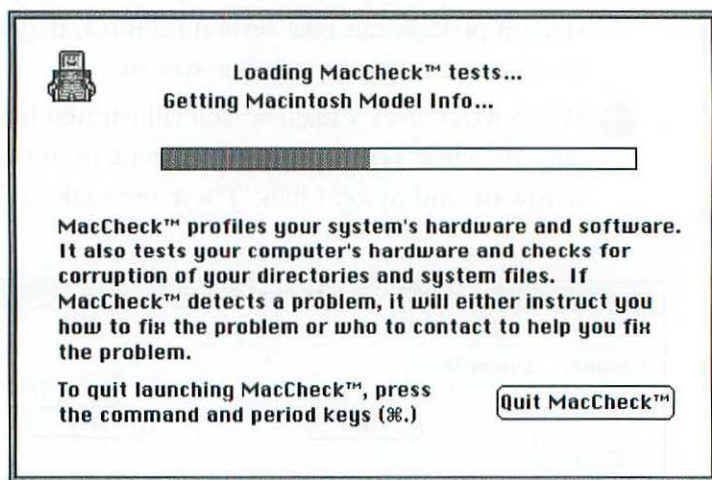 Loading MacCheck™ tests...
Getting Macintosh Model Info...
MacCheck™ profiles your system's hardware and software.
It also tests your computer's hardware and checks for
corruption of your directories and system files. If
MacCheck™ detects a problem, it will either instruct you
how to fix the problem or who to contact to help you fix
the problem.
To quit launching MacCheck™, press
the command and period keys (⌘.)
Quit MacCheck™